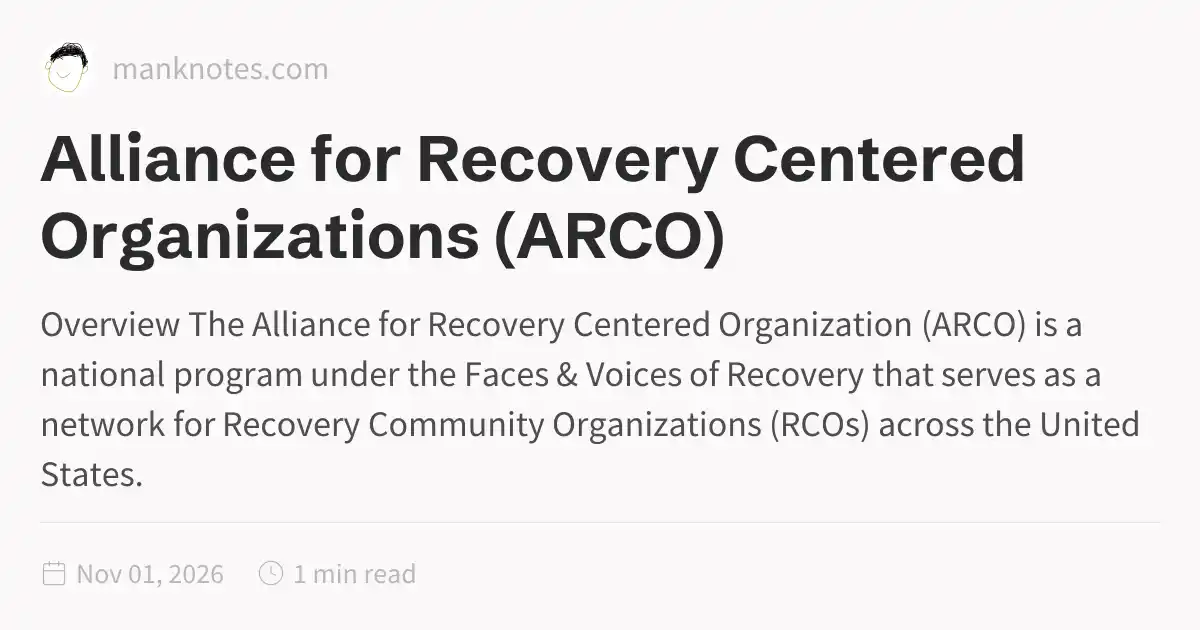 manknotes.com
Alliance for Recovery Centered
Organizations (ARCO)
Overview The Alliance for Recovery Centered Organization (ARCO) is a
national program under the Faces & Voices of Recovery that serves as a
network for Recovery Community Organizations (RCOs) across the United
States.
Nov 01, 2026 1 min read